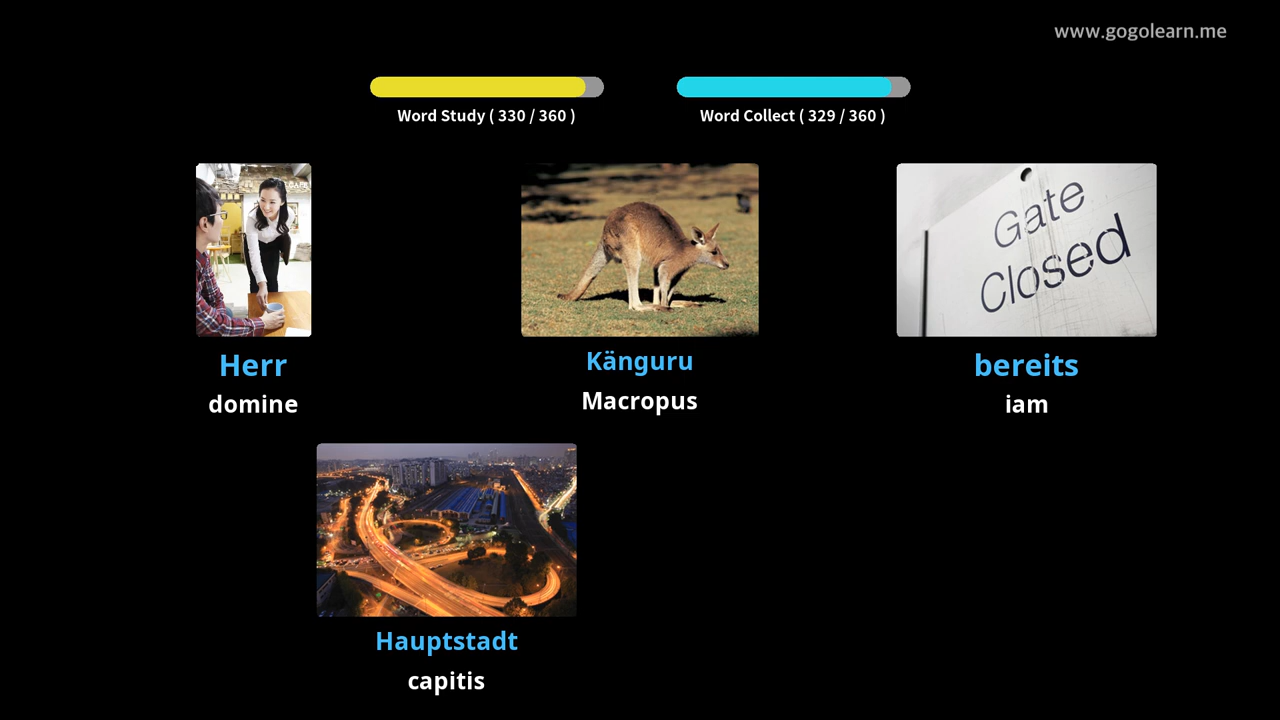 www.gogolearn.me
Word Study ( 330 / 360 )
Word Collect ( 329 / 360 )
Gate
Closed
Herr
domine
Känguru
Macropus
bereits
iam
Hauptstadt
capitis